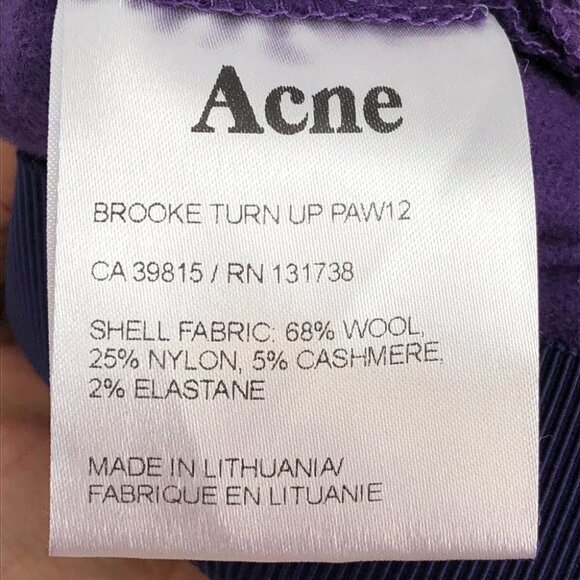 Acne
BROOKE TURN UP PAW12
CA 39815 / RN 131738
SHELL FABRIC: 68% WOOL,
25% NYLON, 5% CASHMERE,
2% ELASTANE
MADE IN LITHUANIA/
FABRIQUE EN LITUANIE